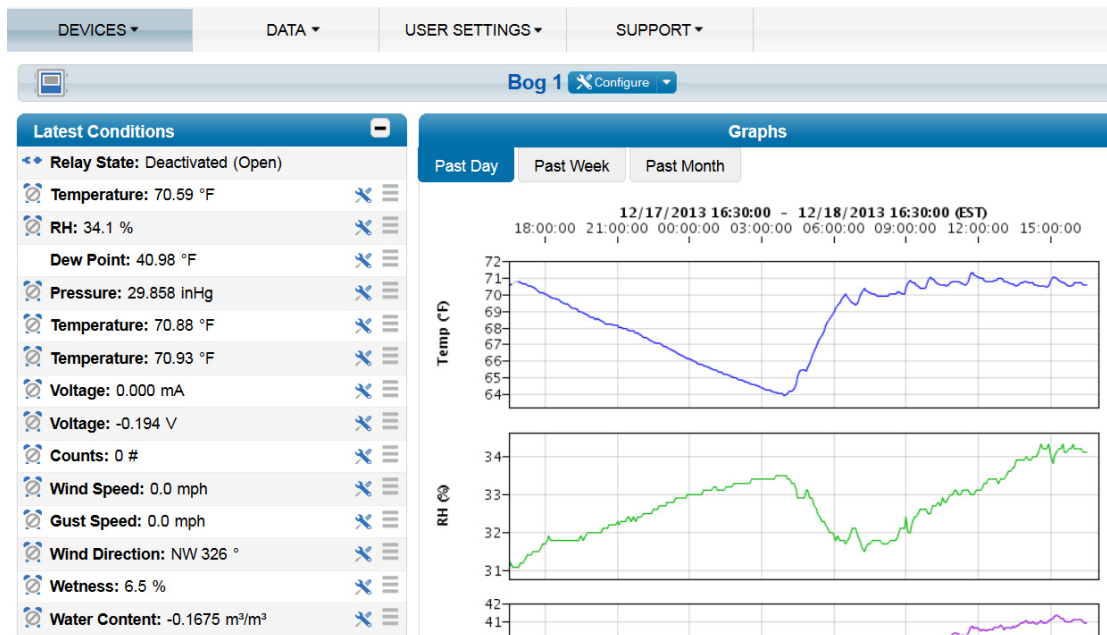 DEVICES DATA USER SETTINGS SUPPORT
Bog 1 Configure
Latest Conditions
Relay State: Deactivated (Open)
Temperature: 70.59 °F
RH: 34.1 %
Dew Point: 40.98 °F
Pressure: 29.858 inHg
Temperature: 70.88 °F
Temperature: 70.93 °F
Voltage: 0.000 mA
Voltage: -0.194 V
Counts: 0 #
Wind Speed: 0.0 mph
Gust Speed: 0.0 mph
Wind Direction: NW 326 °
Wetness: 6.5 %
Water Content: -0.1675 m³/m³
Graphs
Past Day Past Week Past Month
12/17/2013 16:30:00 - 12/18/2013 16:30:00 (EST)
18:00:00 21:00:00 00:00:00 03:00:00 06:00:00 09:00:00 12:00:00 15:00:00
Temp (°F)
72
71
70
69
68
67
66
65
64
RH (%)
34
33
32
31
42
41